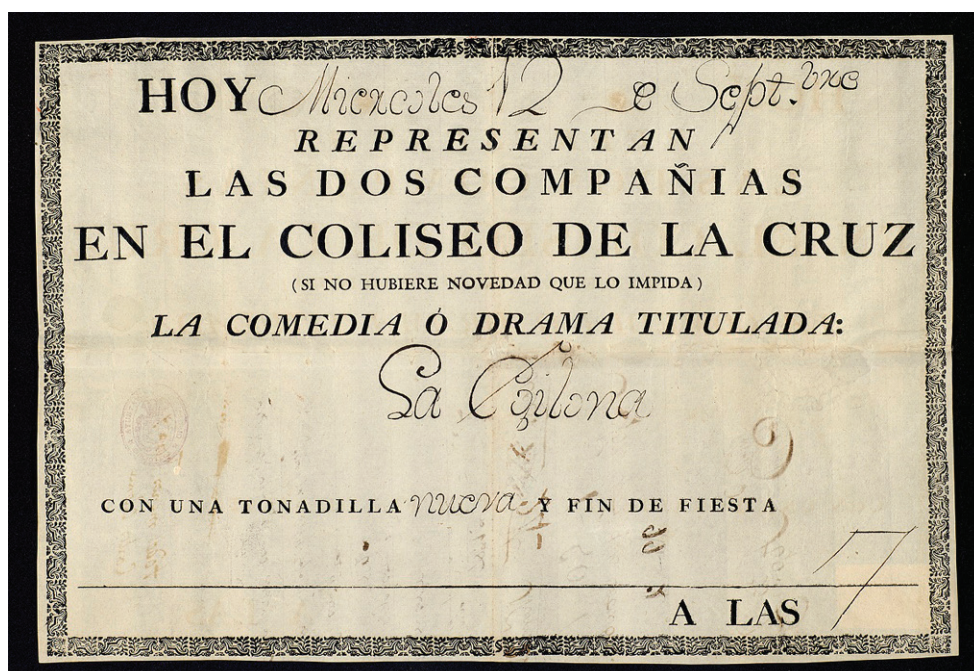 HOY Miercoles 12 de Sept.bre
REPRESENTAN
LAS DOS COMPAÑIAS
EN EL COLISEO DE LA CRUZ
(SI NO HUBIERE NOVEDAD QUE LO IMPIDA)
LA COMEDIA Ó DRAMA TITULADA:
La Egilona
CON UNA TONADILLA nueva Y FIN DE FIESTA
A LAS 7